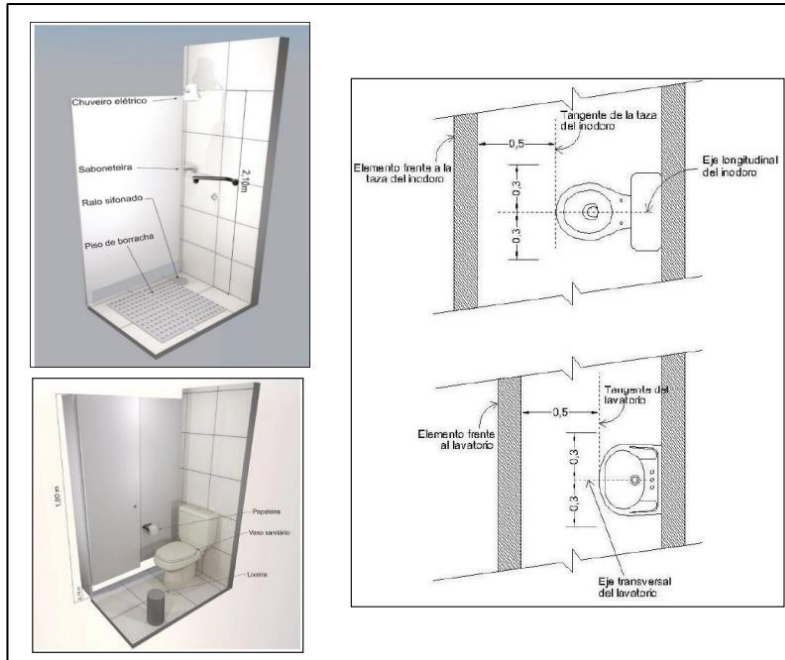 Chuveiro elétrico
Saboneteira
2,10m
Ralo sifonado
Piso de borracha
1,80 m
Papeleira
Vaso sanitário
Lixeira
Tangente de la taza
del inodoro
0,5
Elemento frente a la
taza del inodoro
Eje longitudinal
del inodoro
0,3
0,3
Tangente del
lavatorio
0,5
Elemento frente
al lavatorio
0,3
0,3
Eje transversal
del lavatorio